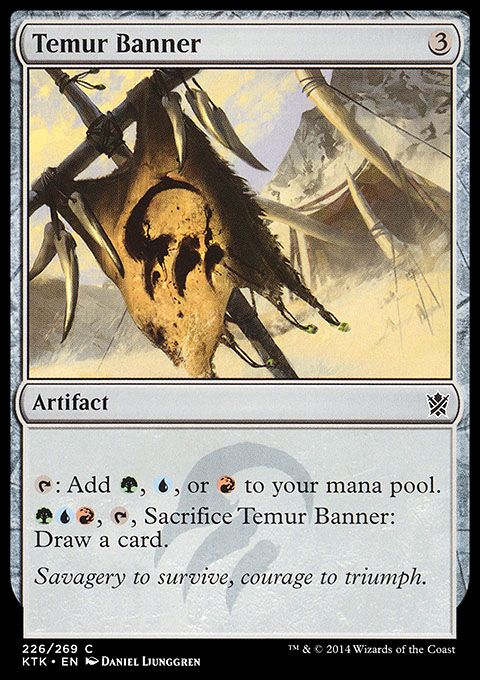 Temur Banner 3
Artifact
: Add , , or to your mana pool.
, , Sacrifice Temur Banner:
Draw a card.
Savagery to survive, courage to triumph.
226/269 C
KTK • EN Daniel Ljunggren
™ & © 2014 Wizards of the Coast